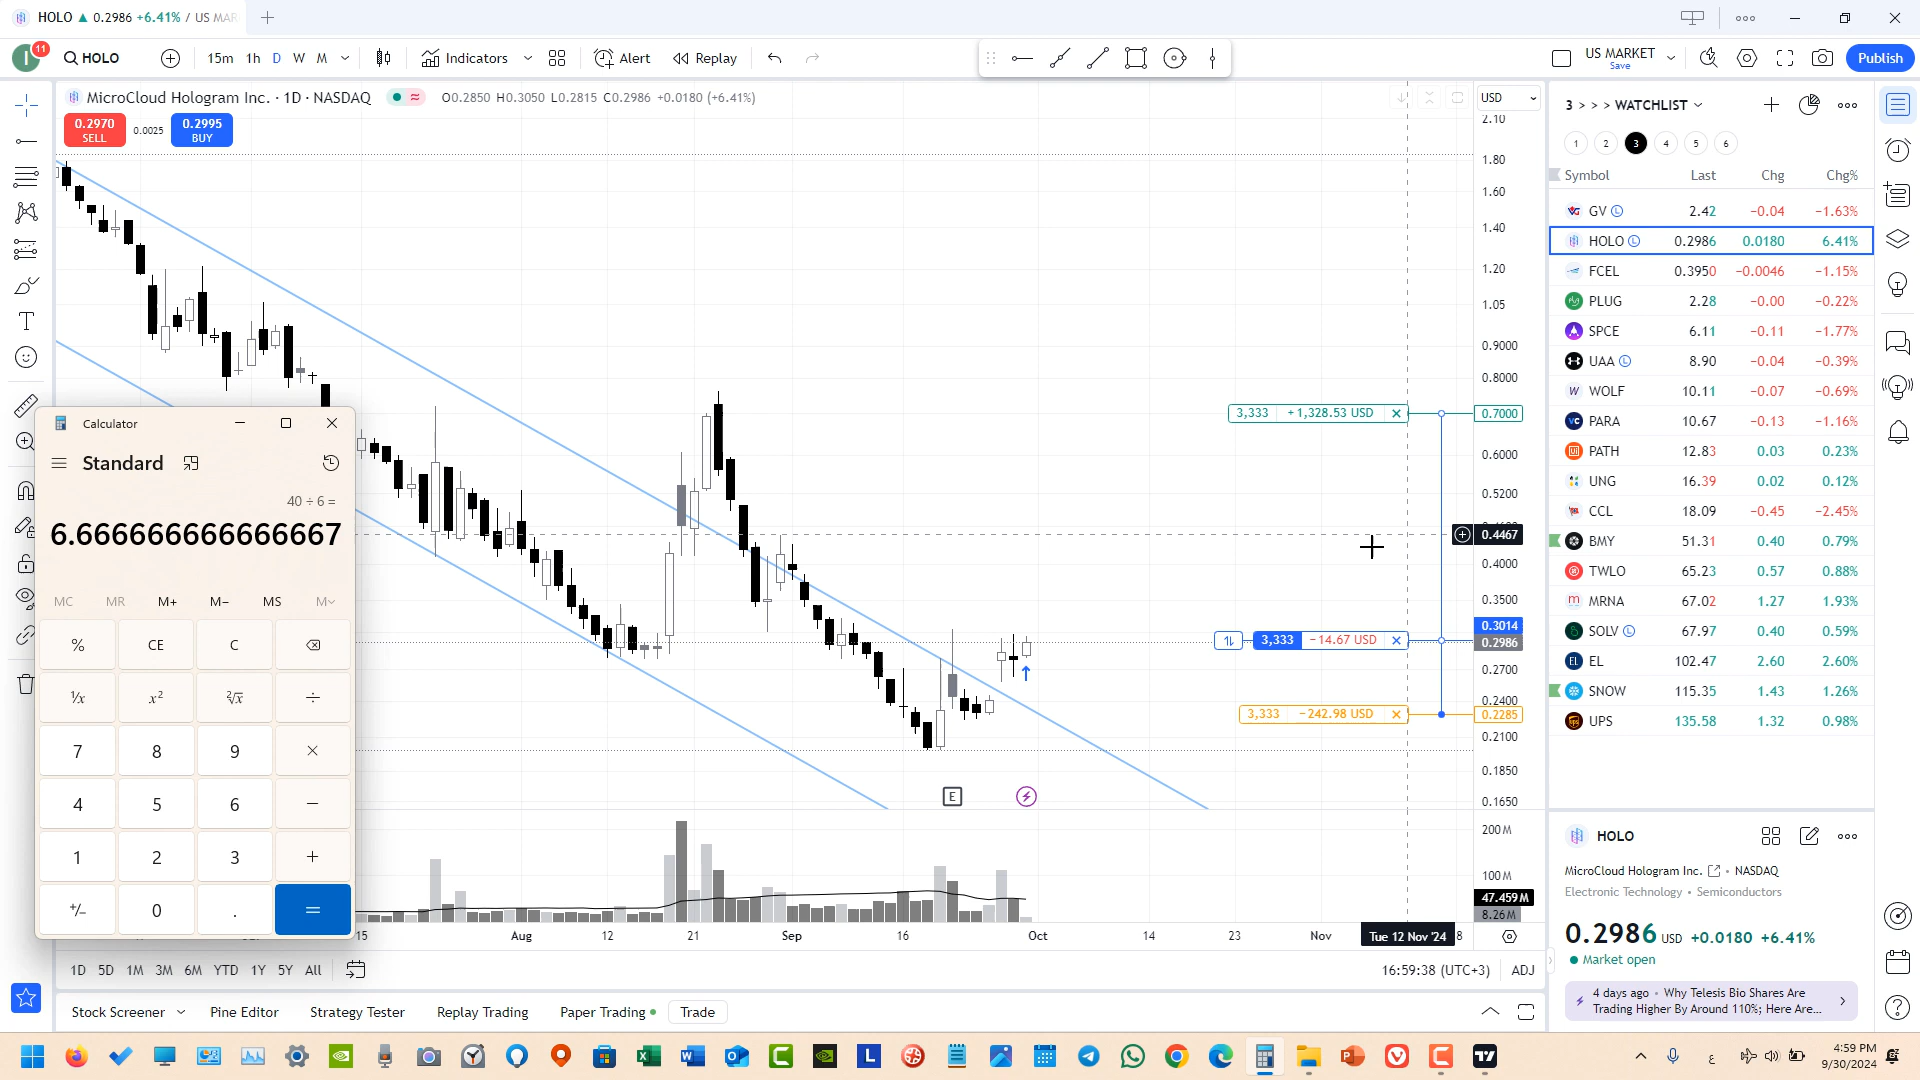 HOLO ▲ 0.2986 +6.41% / US MAR
11
HOLO
15m 1h D W M
Indicators
Alert
Replay
US MARKET
Save
Publish
MicroCloud Hologram Inc. · 1D · NASDAQ
O0.2850 H0.3050 L0.2815 C0.2986 +0.0180 (+6.41%)
0.2970
SELL
0.0025
0.2995
BUY
USD
2.10
1.80
1.60
1.40
1.20
1.05
0.9000
0.8000
0.7000
0.6000
0.5200
0.4467
0.4000
0.3500
0.3014
0.2986
0.2700
0.2400
0.2285
0.2100
0.1850
0.1650
200 M
100 M
47.459 M
8.26 M
3,333 +1,328.53 USD
3,333 −14.67 USD
3,333 −242.98 USD
E
15 Aug 12 21 Sep 16 Oct 14 23 Nov Tue 12 Nov '24 8
1D 5D 1M 3M 6M YTD 1Y 5Y All
16:59:38 (UTC+3) ADJ
Stock Screener Pine Editor Strategy Tester Replay Trading Paper Trading Trade
Calculator
Standard
40 ÷ 6 =
6.666666666666667
MC MR M+ M− MS M
% CE C
¹/x x² ²√x ÷
7 8 9 ×
4 5 6 −
1 2 3 +
+/− 0 . =
3 > > > WATCHLIST
1 2 3 4 5 6
Symbol Last Chg Chg%
GV L 2.42 −0.04 −1.63%
HOLO L 0.2986 0.0180 6.41%
FCEL 0.3950 −0.0046 −1.15%
PLUG 2.28 −0.00 −0.22%
SPCE 6.11 −0.11 −1.77%
UAA L 8.90 −0.04 −0.39%
WOLF 10.11 −0.07 −0.69%
PARA 10.67 −0.13 −1.16%
PATH 12.83 0.03 0.23%
UNG 16.39 0.02 0.12%
CCL 18.09 −0.45 −2.45%
BMY 51.31 0.40 0.79%
TWLO 65.23 0.57 0.88%
MRNA 67.02 1.27 1.93%
SOLV L 67.97 0.40 0.59%
EL 102.47 2.60 2.60%
SNOW 115.35 1.43 1.26%
UPS 135.58 1.32 0.98%
HOLO
MicroCloud Hologram Inc. • NASDAQ
Electronic Technology • Semiconductors
0.2986 USD +0.0180 +6.41%
Market open
4 days ago • Why Telesis Bio Shares Are
Trading Higher By Around 110%; Here Are...
ع
4:59 PM
9/30/2024